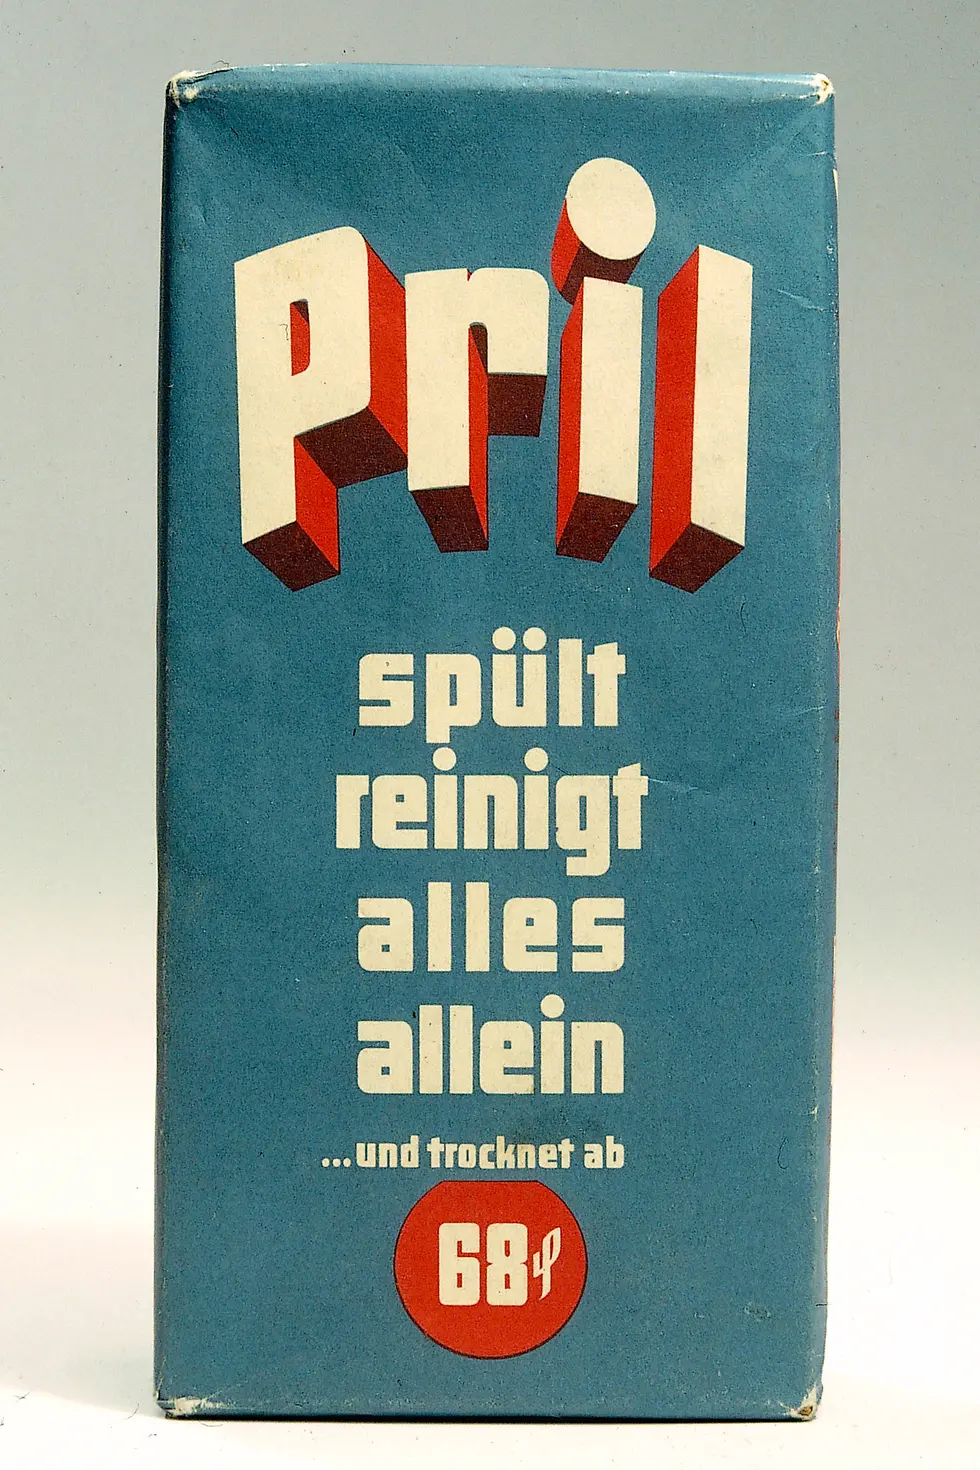 Pril
spült
reinigt
alles
allein
...und trocknet ab
68₰